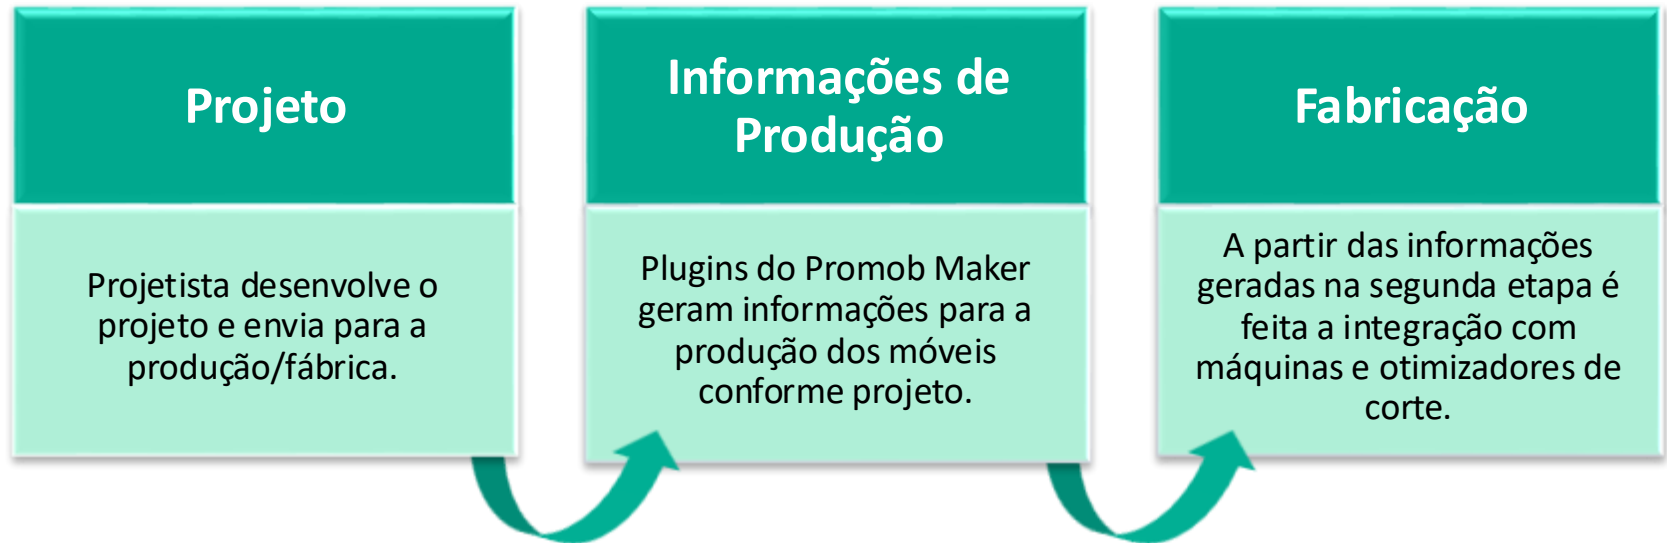 Projeto
Projetista desenvolve o
projeto e envia para a
produção/fábrica.
Informações de
Produção
Plugins do Promob Maker
geram informações para a
produção dos móveis
conforme projeto.
Fabricação
A partir das informações
geradas na segunda etapa é
feita a integração com
máquinas e otimizadores de
corte.